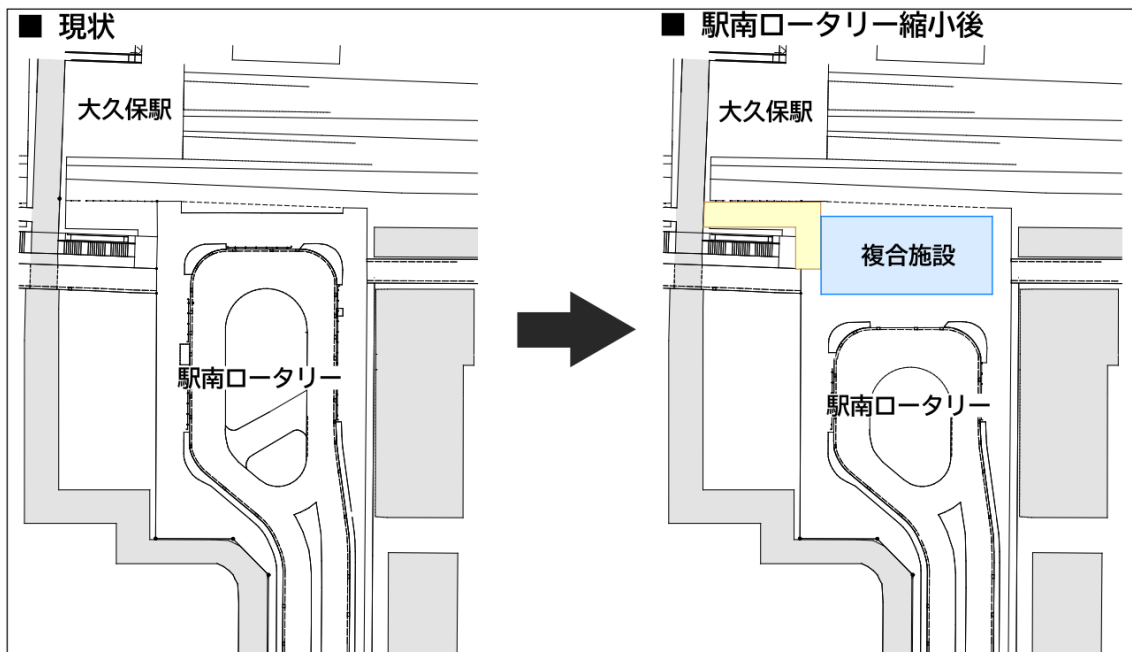 ■ 現状
大久保駅
駅南ロータリー
■ 駅南ロータリー縮小後
大久保駅
複合施設
駅南ロータリー